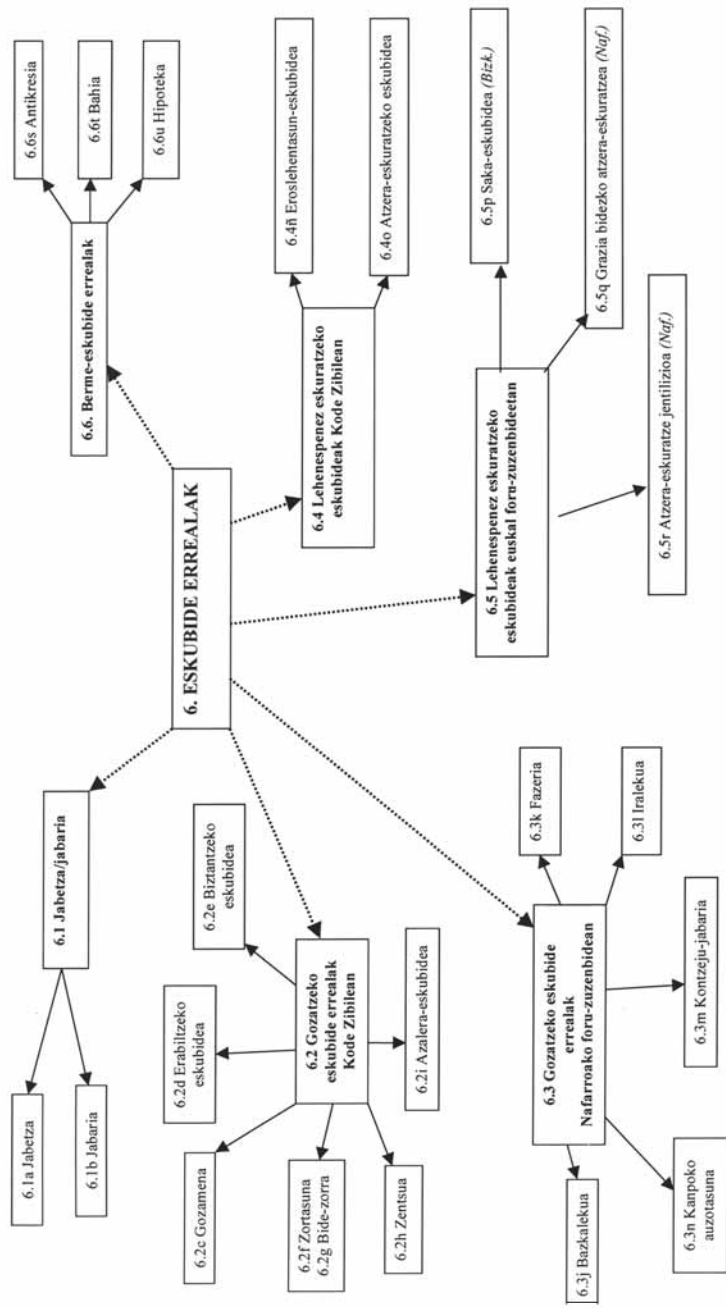 6. ESKUBIDE ERREALAK
6.1 Jabetza/jabaria
6.1a Jabetza
6.1b Jabaria
6.2 Gozatzeko
eskubide errealak
Kode Zibilean
6.2c Gozamena
6.2d Erabiltzeko
eskubidea
6.2e Biztantzeko
eskubidea
6.2f Zortasuna
6.2g Bide-zorra
6.2h Zentsua
6.2i Azalera-eskubidea
6.3 Gozatzeko eskubide
errealak
Nafarroako foru-zuzenbidean
6.3j Bazkalekua
6.3k Fazeria
6.3l Iralekua
6.3m Kontzeju-jabaria
6.3n Kanpoko
auzotasuna
6.4 Lehenespenez eskuratzeko
eskubideak Kode Zibilean
6.4ñ Eroslehentasun-eskubidea
6.4o Atzera-eskuratzeko eskubidea
6.5 Lehenespenez eskuratzeko
eskubideak euskal foru-zuzenbideetan
6.5p Saka-eskubidea (Bizk.)
6.5q Grazia bidezko atzera-eskuratzea (Naf.)
6.5r Atzera-eskuratze jentilizioa (Naf.)
6.6. Berme-eskubide errealak
6.6s Antikresia
6.6t Bahia
6.6u Hipoteka